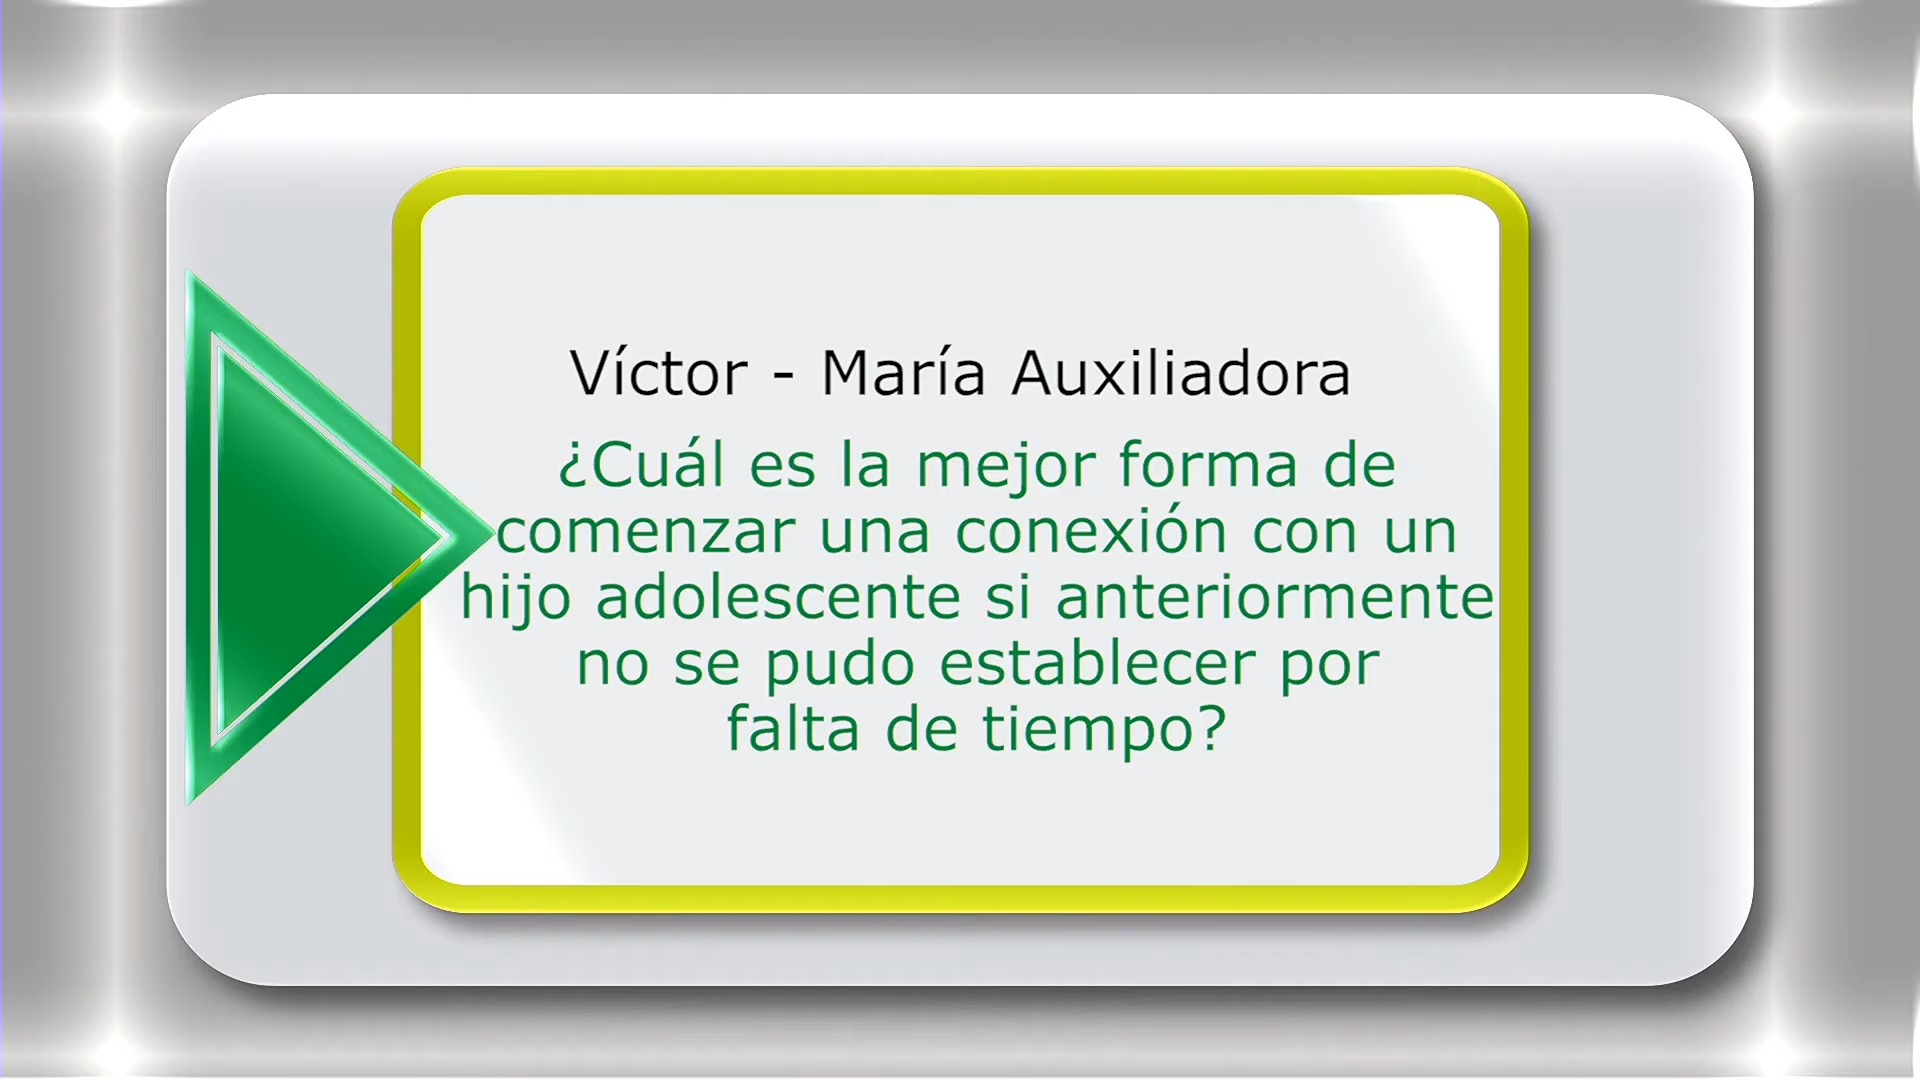 Víctor - María Auxiliadora
¿Cuál es la mejor forma de
comenzar una conexión con un
hijo adolescente si anteriormente
no se pudo establecer por
falta de tiempo?